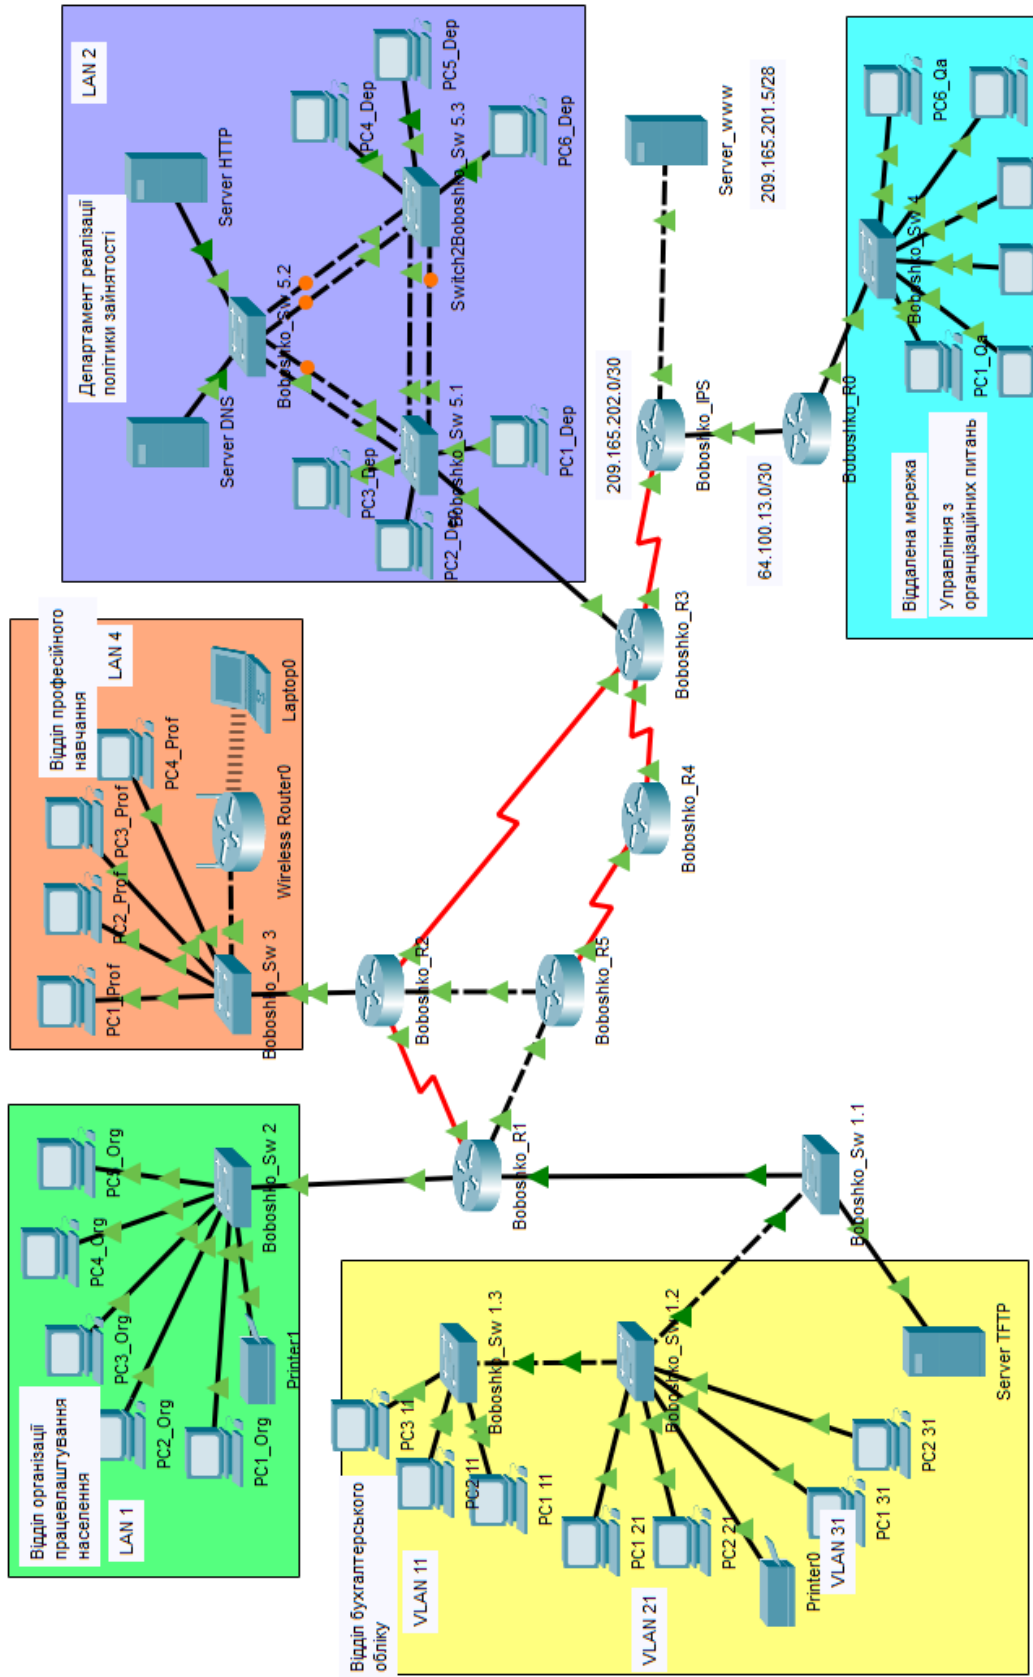 Відділ організації
працевлаштування
населення
LAN 1
PC1_Org
PC2_Org
PC3_Org
PC4_Org
PC5_Org
Printer1
Boboshko_Sw 2
Відділ професійного
навчання
LAN 4
PC1_Prof
PC2_Prof
PC3_Prof
PC4_Prof
Boboshko_Sw 3
Wireless Router0
Laptop0
LAN 2
Департамент реалізації
політики зайнятості
Server DNS
Server HTTP
Boboshko_Sw 5.2
PC3_Dep
PC2_Dep
Boboshko_Sw 5.1
PC1_Dep
PC4_Dep
PC5_Dep
Switch2Boboshko_Sw 5.3
PC6_Dep
Boboshko_R1
Boboshko_R2
Boboshko_R5
Boboshko_R4
Boboshko_R3
209.165.202.0/30
Boboshko_IPS
Server_www
209.165.201.5/28
64.100.13.0/30
Boboshko_R0
Відділ бухгалтерського
обліку
VLAN 11
PC3 11
PC2 11
PC1 11
Boboshko_Sw 1.3
VLAN 21
PC1 21
PC2 21
Boboshko_Sw 1.2
Printer0
VLAN 31
PC1 31
PC2 31
Boboshko_Sw 1.1
Server TFTP
Віддалена мережа
Управління з
органцізаційних питань
PC1_Qa
Boboshko_Sw 4
PC6_Qa